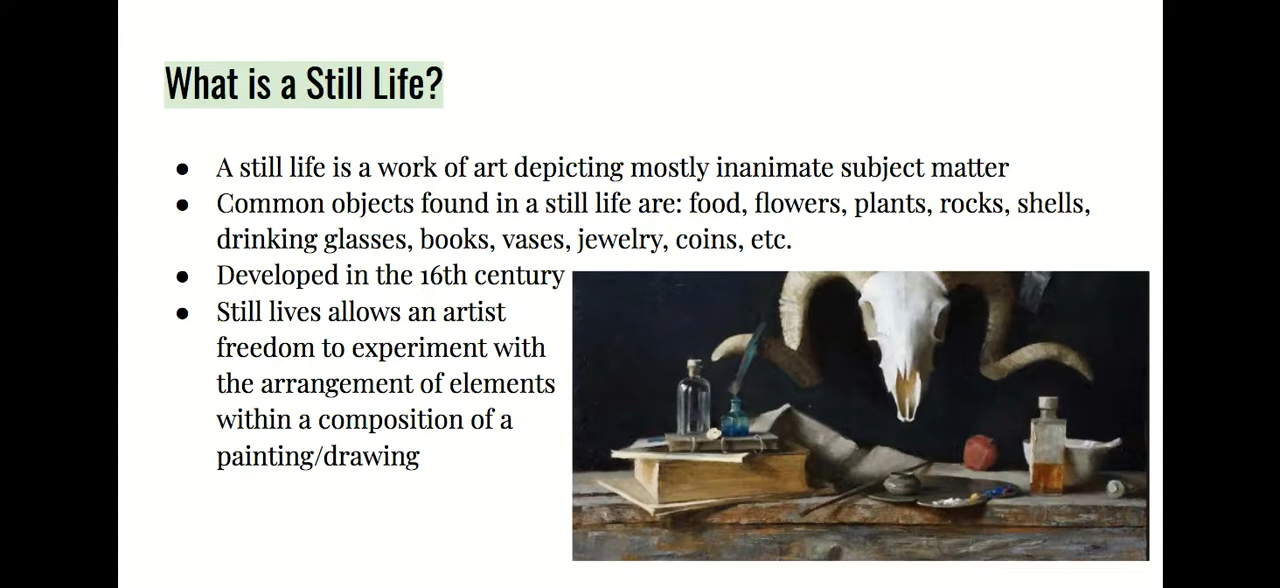 What is a Still Life?
● A still life is a work of art depicting mostly inanimate subject matter
● Common objects found in a still life are: food, flowers, plants, rocks, shells,
drinking glasses, books, vases, jewelry, coins, etc.
● Developed in the 16th century
● Still lives allows an artist
freedom to experiment with
the arrangement of elements
within a composition of a
painting/drawing